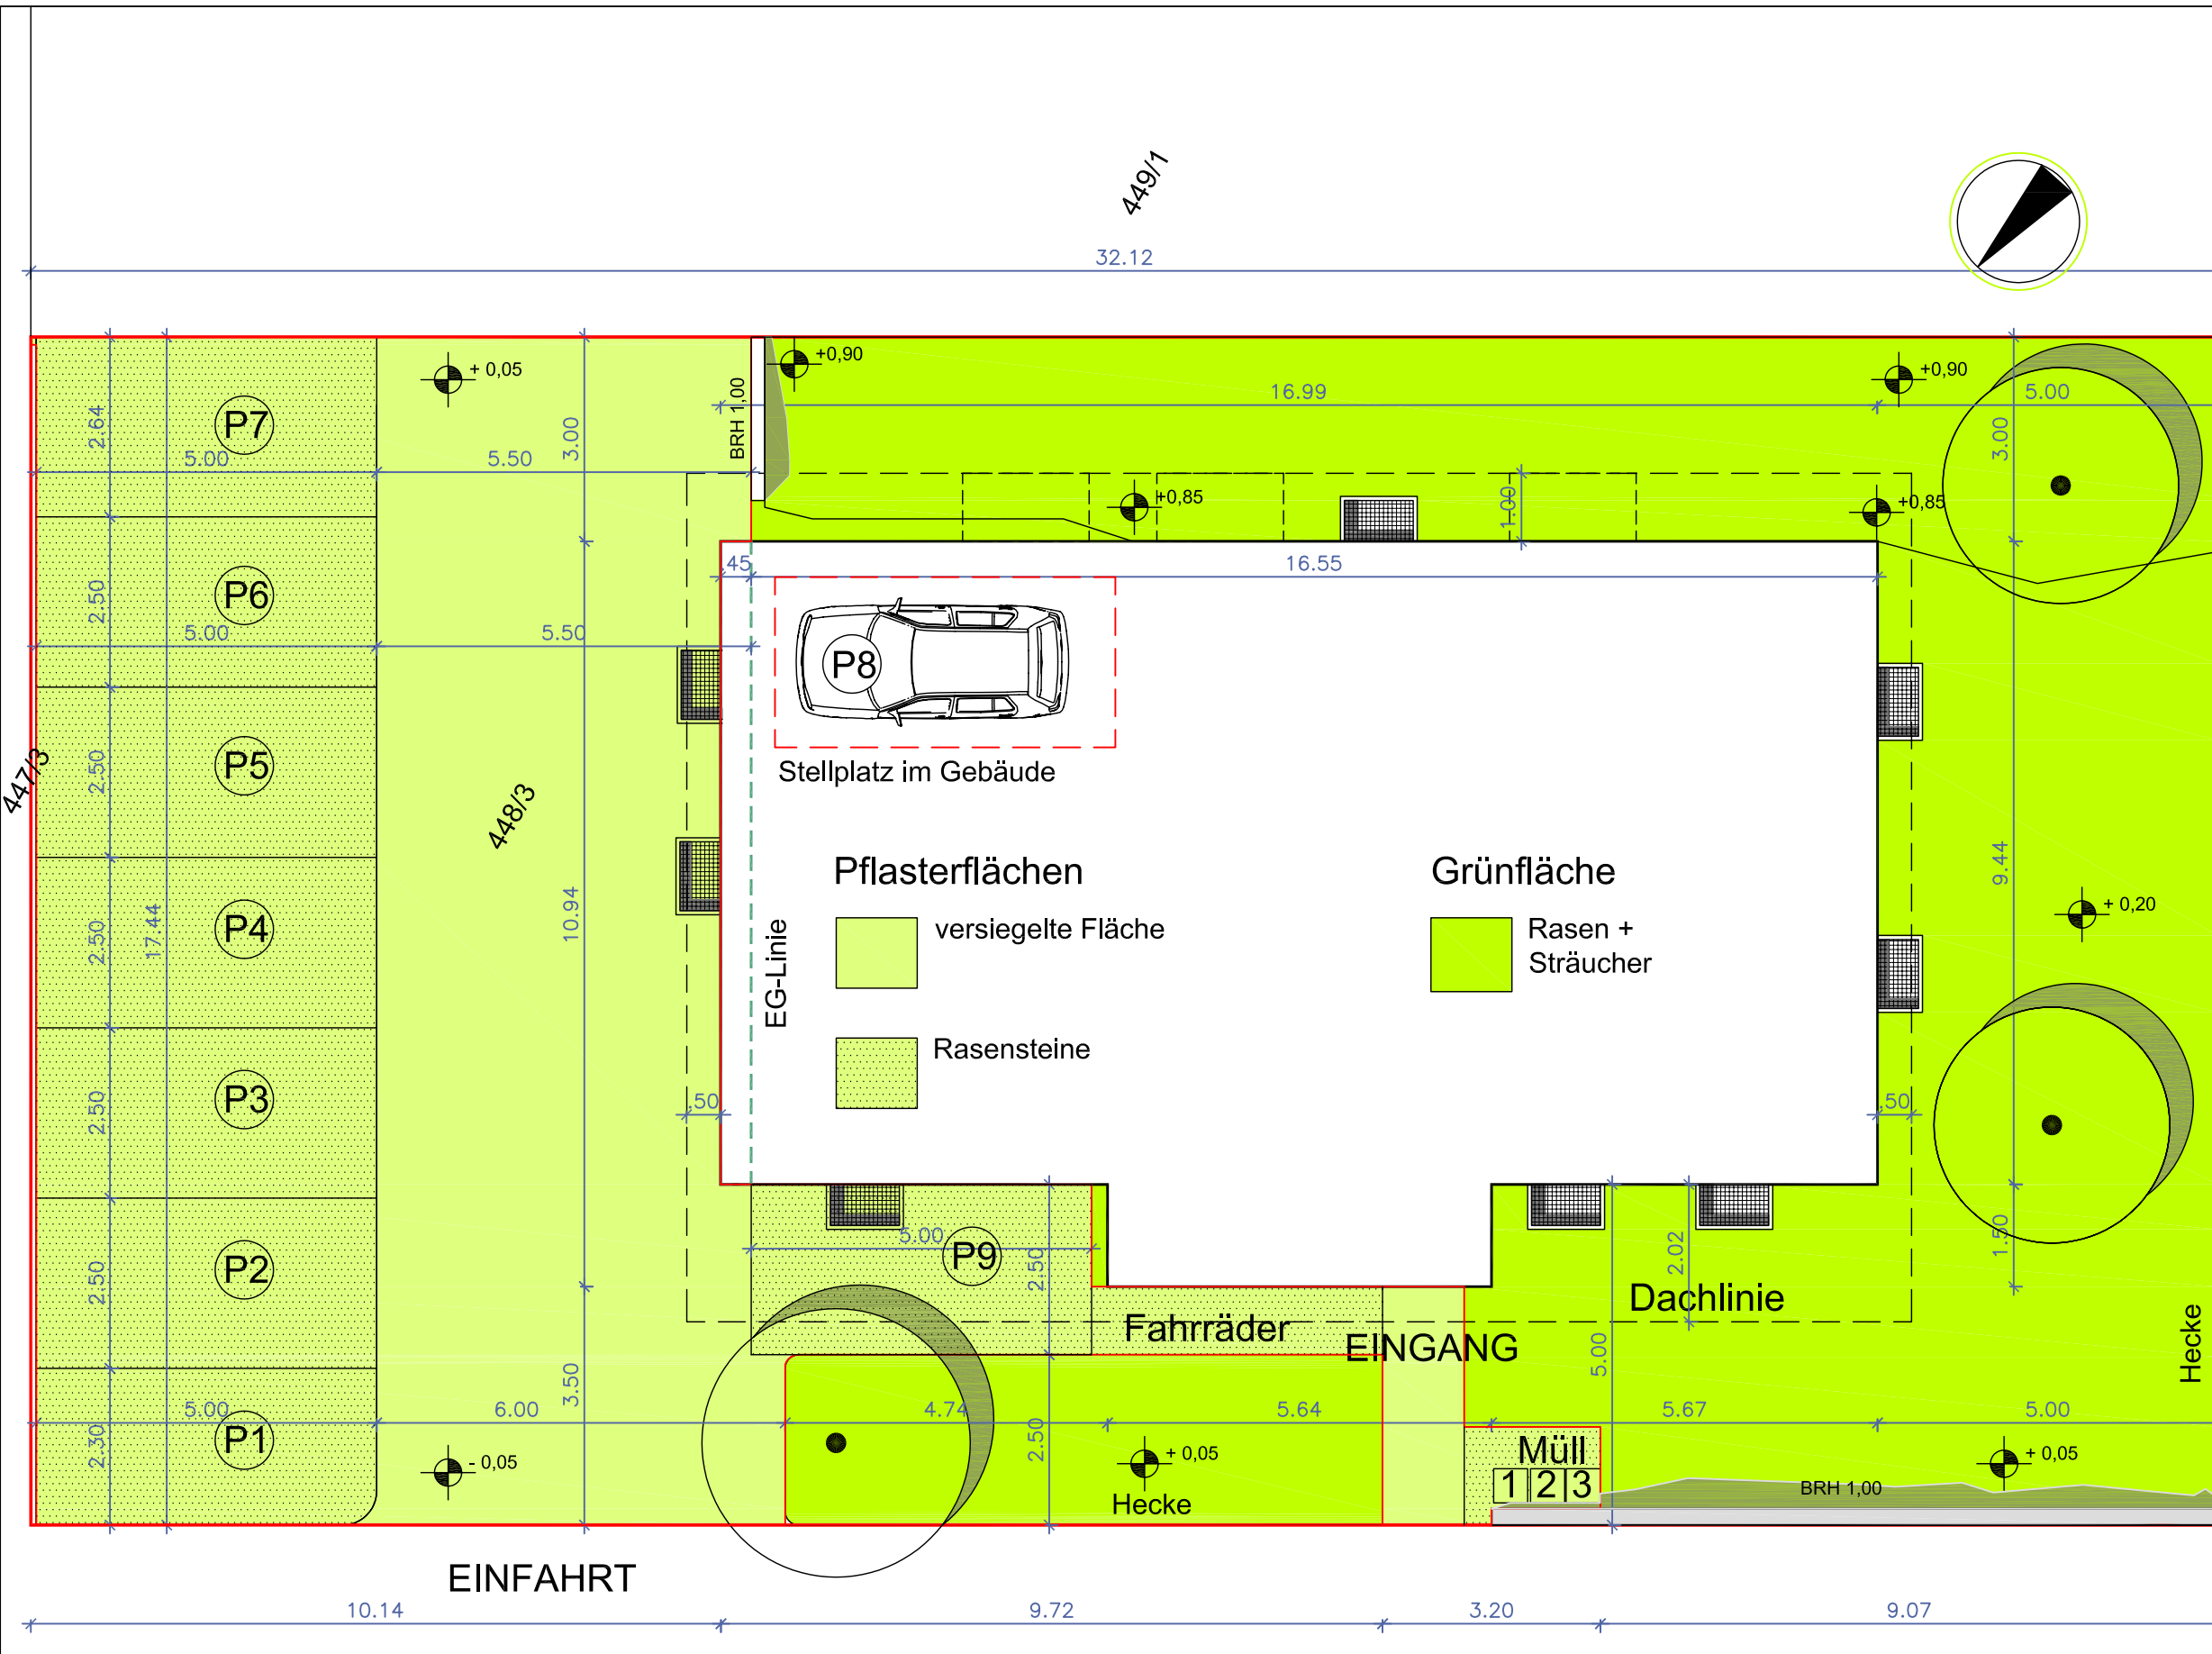 449/1
32.12
+ 0,05
+0,90
+0,90
BRH 1,00
16.99
5.00
2.64
P7
5.00
5.50
3.00
3.00
+0,85
1.00
+0,85
.45
16.55
2.50
P6
5.00
5.50
P8
Stellplatz im Gebäude
447/3
2.50
P5
448/3
Pflasterflächen
Grünfläche
9.44
2.50
17.44
P4
10.94
EG-Linie
versiegelte Fläche
Rasen +
Sträucher
+ 0,20
Rasensteine
2.50
P3
.50
.50
2.50
P2
5.00
P9
2.50
2.02
1.50
Dachlinie
Fahrräder
EINGANG
Hecke
3.50
5.00
2.30
5.00
P1
6.00
4.74
5.64
5.67
5.00
2.50
- 0,05
+ 0,05
Müll
1 2 3
+ 0,05
BRH 1,00
Hecke
EINFAHRT
10.14
9.72
3.20
9.07